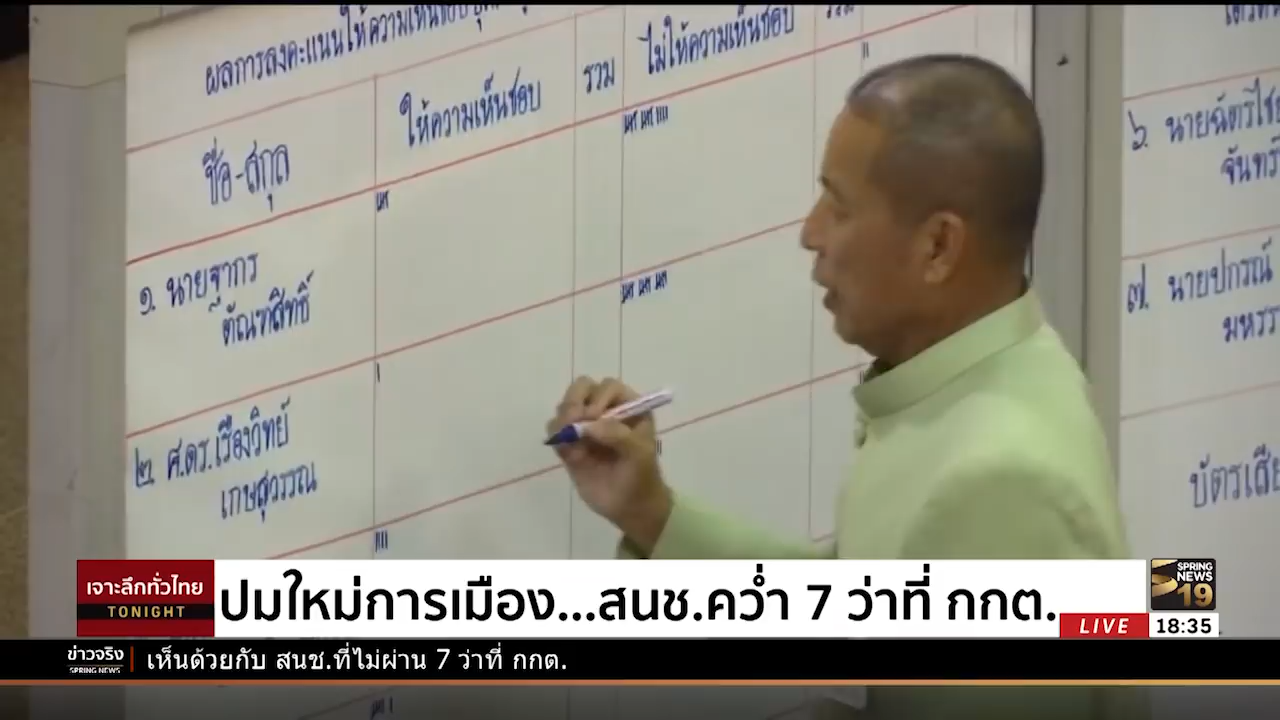 ผลการลงคะแนนให้ความเห็นชอบ
ชื่อ-สกุล
ให้ความเห็นชอบ
รวม
ไม่ให้ความเห็นชอบ
รวม
๑. นายฐากร
ตัณฑสิทธิ์
๒. ศ.ดร.เรืองวิทย์
เกษสุวรรณ
๖. นายฉัตรไชย
๗. นายปกรณ์
บัตรเสีย
เจาะลึกทั่วไทย
TONIGHT
ปมใหม่การเมือง...สนช.คว่ำ 7 ว่าที่ กกต.
SPRING
NEWS
19
LIVE
18:35
ข่าวจริง
SPRING NEWS
เห็นด้วยกับ สนช.ที่ไม่ผ่าน 7 ว่าที่ กกต.